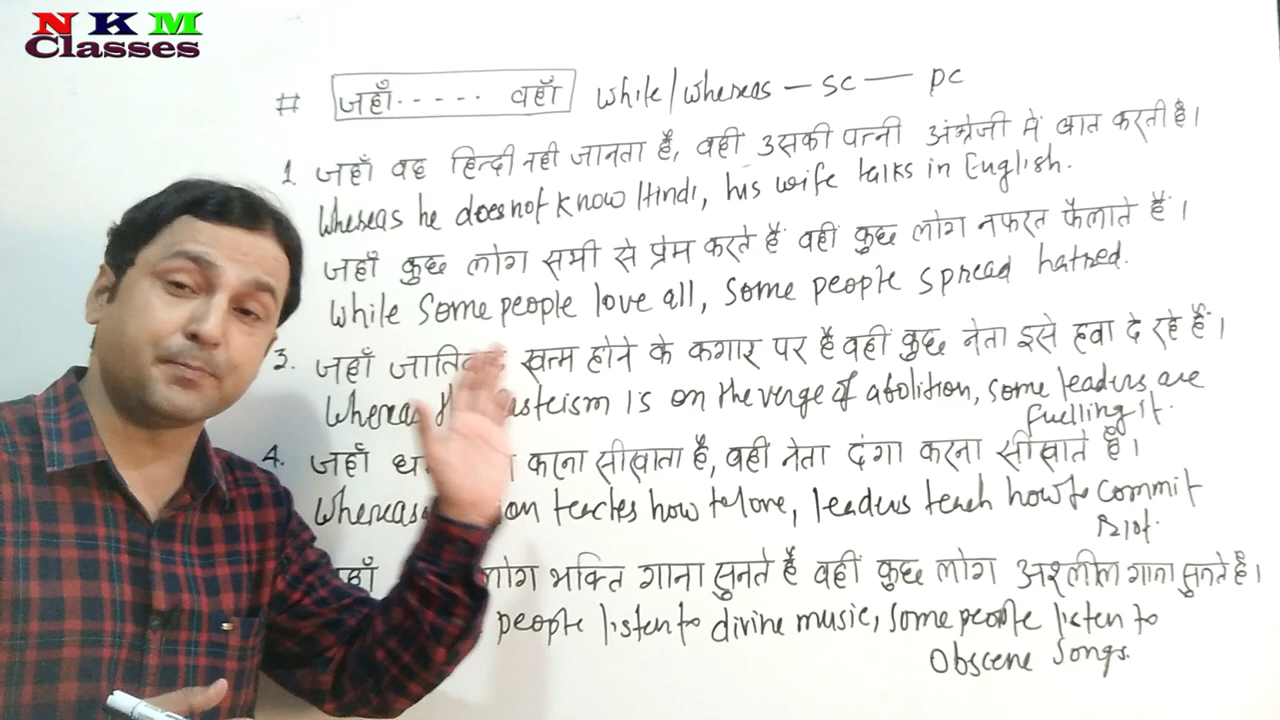 NKM
Classes
# जहाँ..... वहाँ while/whereas — SC — PC
1. जहाँ वह हिन्दी नही जानता है, वहीं उसकी पत्नी अंग्रेजी में बात करती है।
Whereas he does not know Hindi, his wife talks in English.
जहाँ कुछ लोग सभी से प्रेम करते हैं वहीं कुछ लोग नफरत फैलाते हैं।
While some people love all, some people spread hatred.
3. जहाँ खत्म होने के कगार पर है वहीं कुछ नेता इसे हवा दे रहे हैं।
Whereas is on the verge of abolition, some leaders are
fuelling it.
4. जहाँ करना सीखाता है, वहीं नेता दंगा करना सीखाते हैं।
Whereas teaches how to love, leaders teach how to commit
Riot.
लोग भक्ति गाना सुनते हैं वहीं कुछ लोग अश्लील गाना सुनते हैं।
people listen to divine music, some people listen to
Obscene songs.